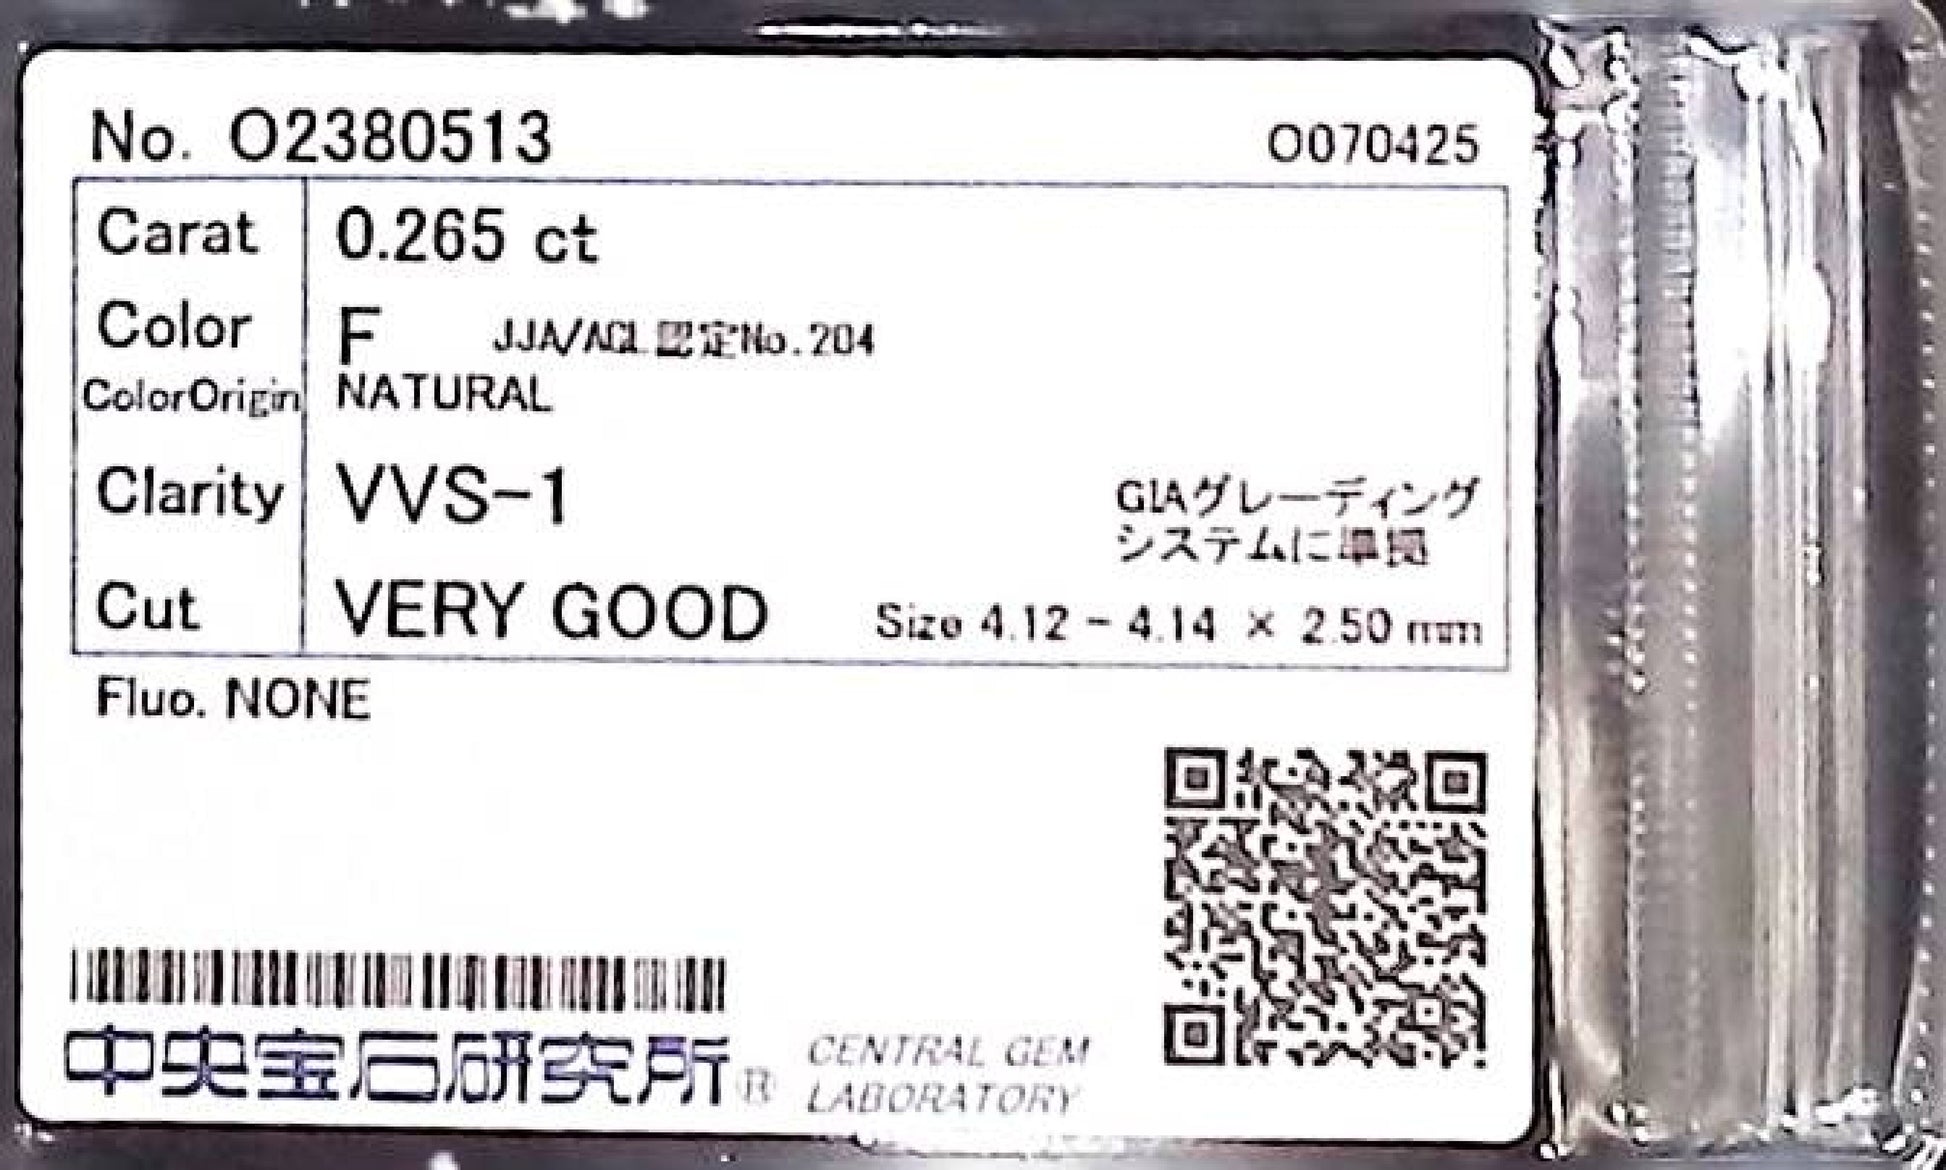 No. O2380513 O070425
Carat 0.265 ct
Color F JJA/AGL認定No.204
ColorOrigin NATURAL
Clarity VVS-1
GIAグレーディング
システムに準拠
Cut VERY GOOD Size 4.12 - 4.14 × 2.50 mm
Fluo. NONE
中央宝石研究所®
CENTRAL GEM
LABORATORY